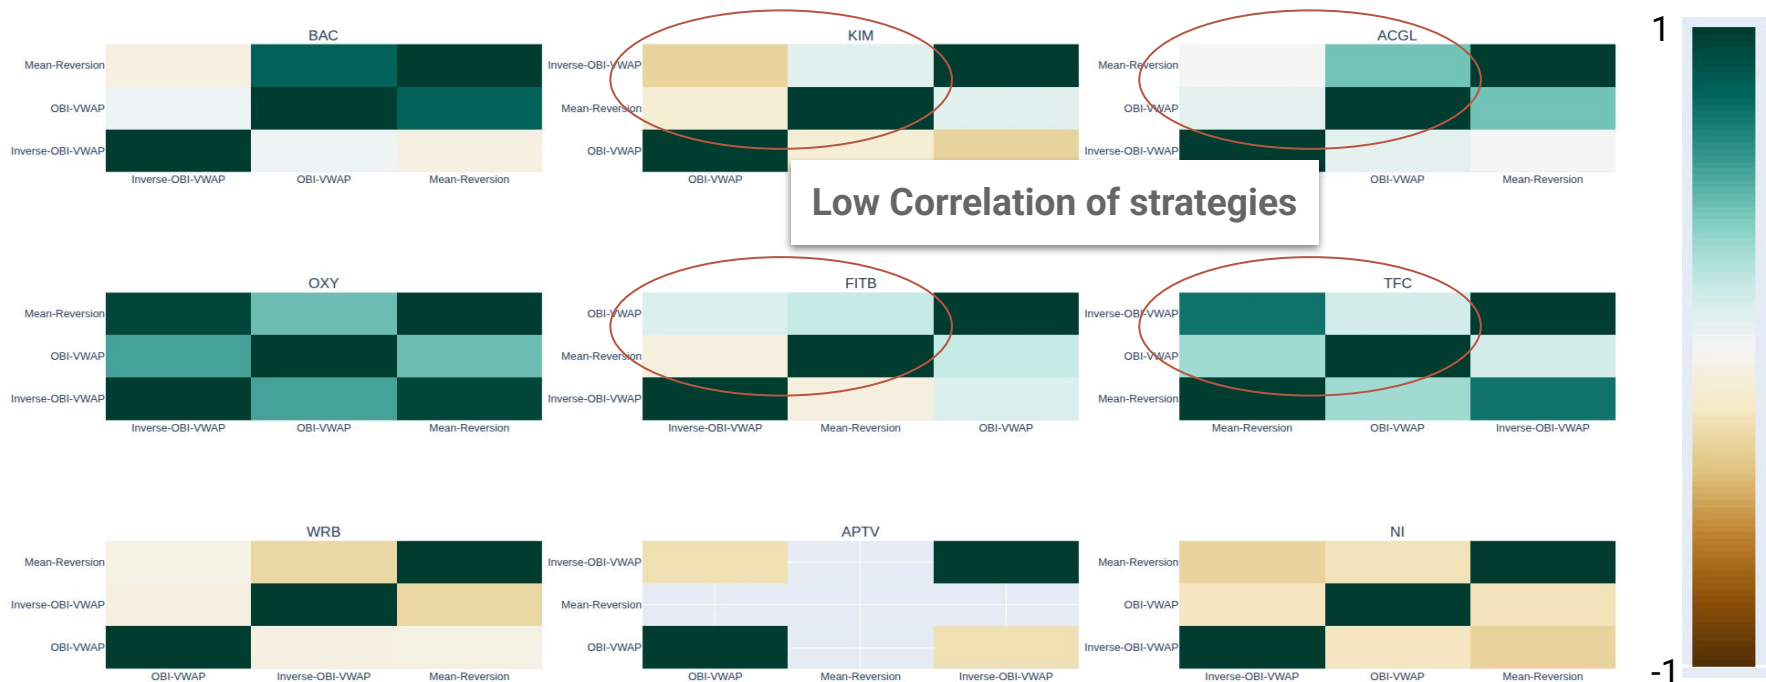 BAC
Mean-Reversion
OBI-VWAP
Inverse-OBI-VWAP
Inverse-OBI-VWAP OBI-VWAP Mean-Reversion
KIM
Inverse-OBI-VWAP
Mean-Reversion
OBI-VWAP
OBI-VWAP
ACGL
Mean-Reversion
OBI-VWAP
Inverse-OBI-VWAP
OBI-VWAP Mean-Reversion
Low Correlation of strategies
OXY
Mean-Reversion
OBI-VWAP
Inverse-OBI-VWAP
Inverse-OBI-VWAP OBI-VWAP Mean-Reversion
FITB
OBI-VWAP
Mean-Reversion
Inverse-OBI-VWAP
Inverse-OBI-VWAP Mean-Reversion OBI-VWAP
TFC
Inverse-OBI-VWAP
OBI-VWAP
Mean-Reversion
Mean-Reversion OBI-VWAP Inverse-OBI-VWAP
WRB
Mean-Reversion
Inverse-OBI-VWAP
OBI-VWAP
OBI-VWAP Inverse-OBI-VWAP Mean-Reversion
APTV
Inverse-OBI-VWAP
Mean-Reversion
OBI-VWAP
OBI-VWAP Mean-Reversion Inverse-OBI-VWAP
NI
Mean-Reversion
OBI-VWAP
Inverse-OBI-VWAP
Inverse-OBI-VWAP OBI-VWAP Mean-Reversion
1
-1